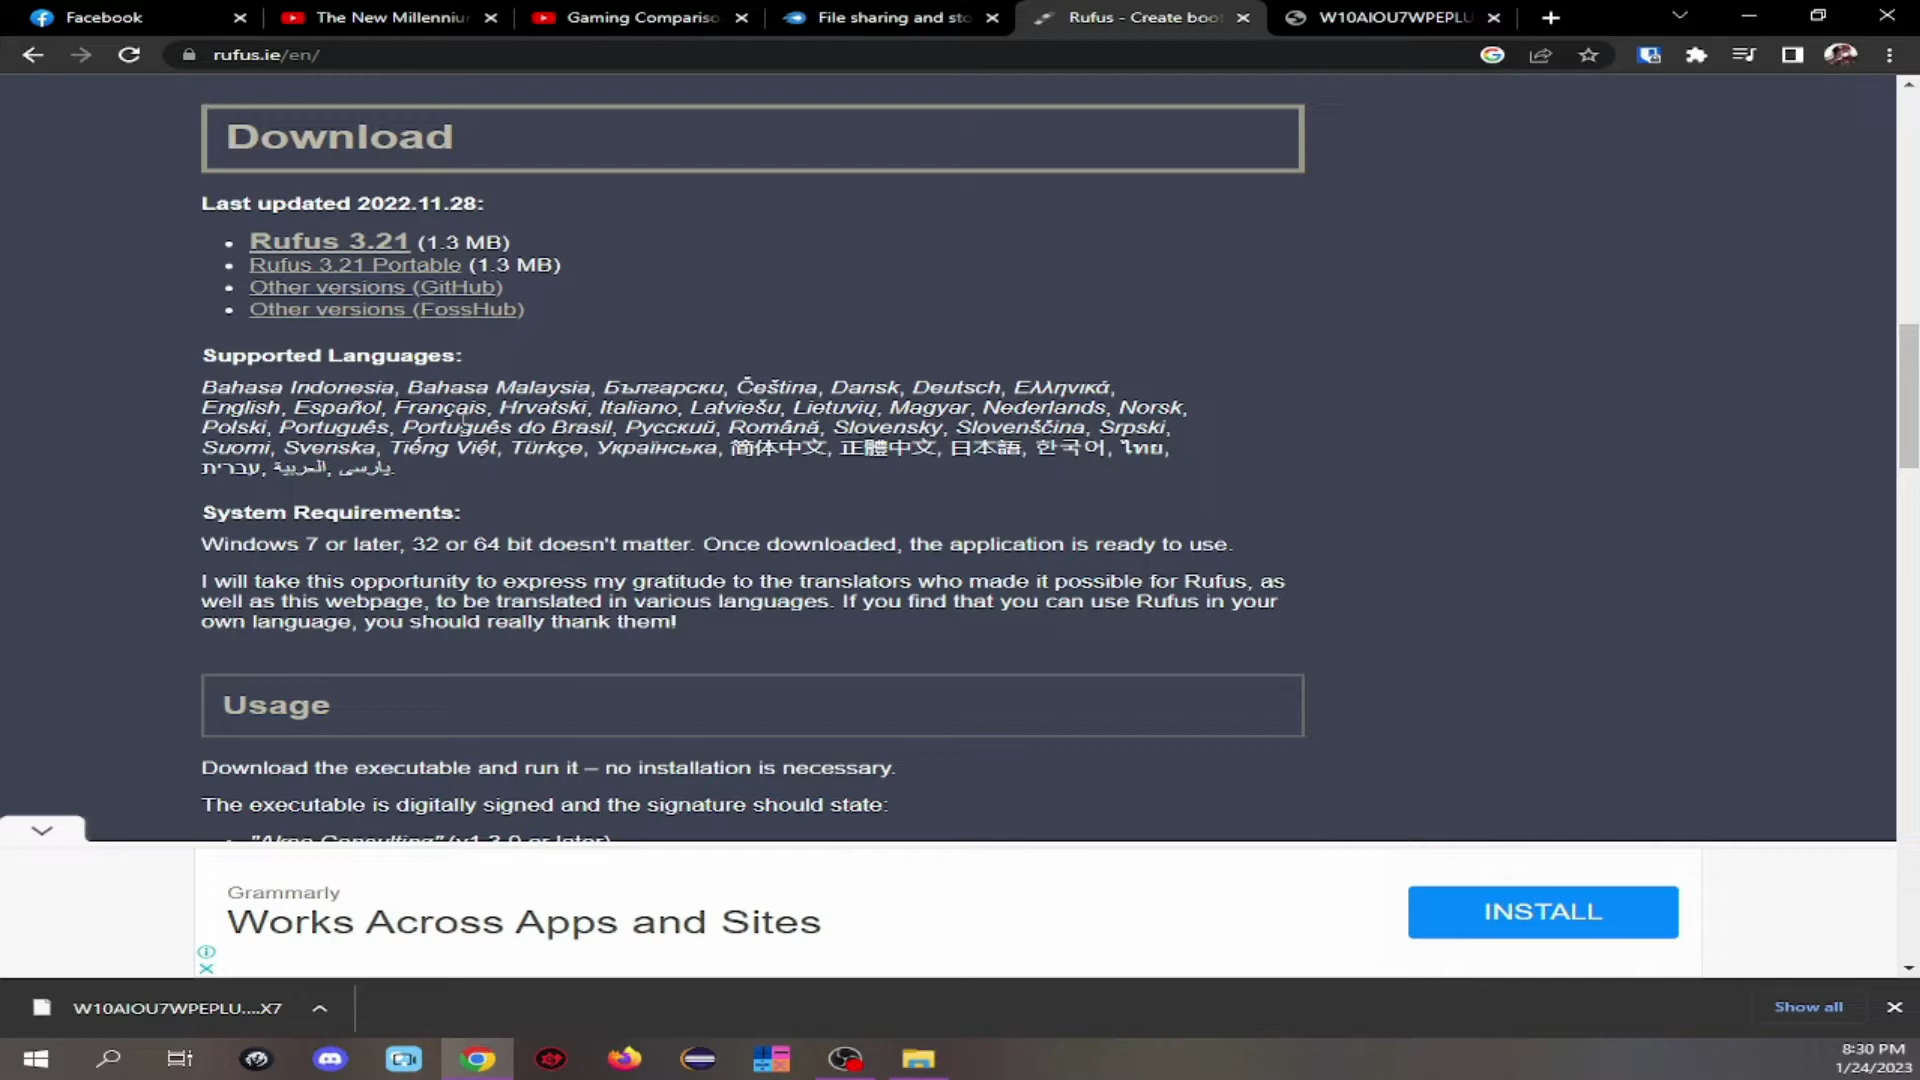 Facebook
The New Millenniu
Gaming Compariso
File sharing and sto
Rufus - Create boo
W10AIOU7WPEPLU
rufus.ie/en/
Download
Last updated 2022.11.28:
Rufus 3.21 (1.3 MB)
Rufus 3.21 Portable (1.3 MB)
Other versions (GitHub)
Other versions (FossHub)
Supported Languages:
Bahasa Indonesia, Bahasa Malaysia, Български, Čeština, Dansk, Deutsch, Ελληνικά,
English, Español, Français, Hrvatski, Italiano, Latviešu, Lietuvių, Magyar, Nederlands, Norsk,
Polski, Português, Português do Brasil, Русский, Română, Slovensky, Slovenščina, Srpski,
Suomi, Svenska, Tiếng Việt, Türkçe, Українська, 简体中文, 正體中文, 日本語, 한국어, ไทย,
עברית, العربية, پارسی.
System Requirements:
Windows 7 or later, 32 or 64 bit doesn't matter. Once downloaded, the application is ready to use.
I will take this opportunity to express my gratitude to the translators who made it possible for Rufus, as
well as this webpage, to be translated in various languages. If you find that you can use Rufus in your
own language, you should really thank them!
Usage
Download the executable and run it – no installation is necessary.
The executable is digitally signed and the signature should state:
"Akeo Consulting" (v1.3.0 or later)
Grammarly
Works Across Apps and Sites
INSTALL
W10AIOU7WPEPLU....X7
Show all
8:30 PM
1/24/2023